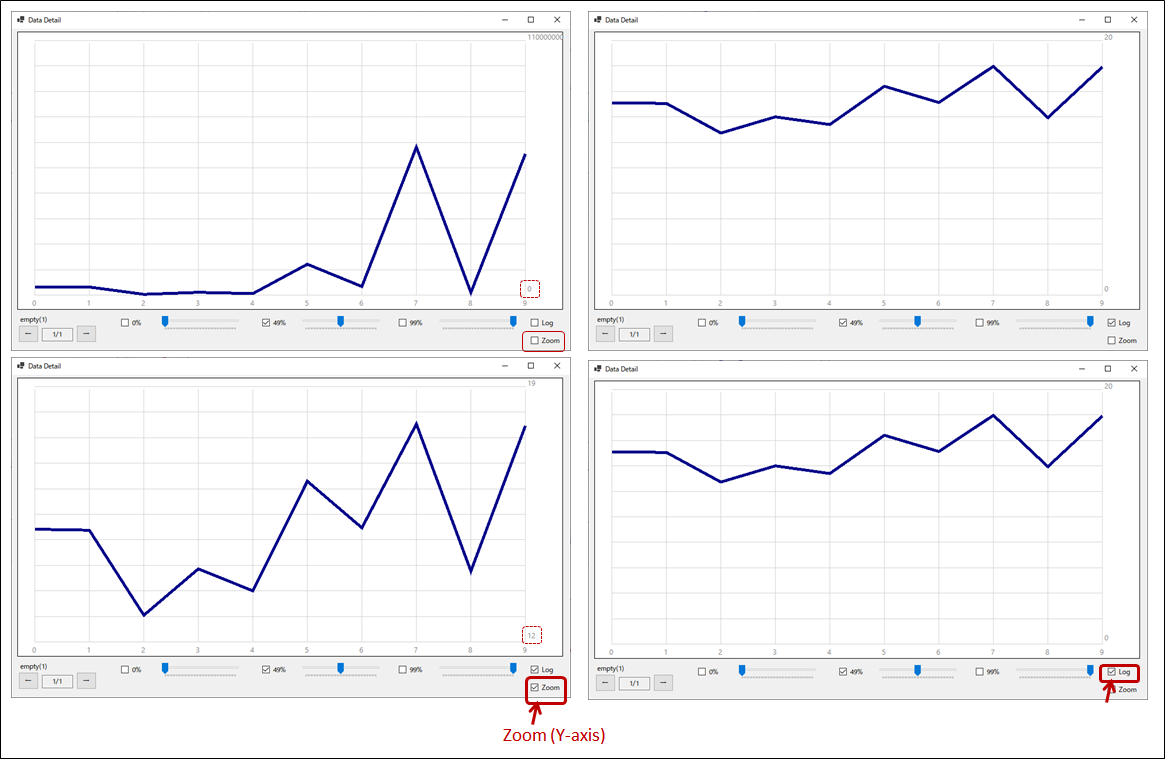 Data Detail
110000000
0
0 1 2 3 4 5 6 7 8 9
empty(1)
← 1/1 →
0% 49% 99% Log
Zoom
Data Detail
20
0
0 1 2 3 4 5 6 7 8 9
empty(1)
← 1/1 →
0% 49% 99% Log
Zoom
Data Detail
19
12
0 1 2 3 4 5 6 7 8 9
empty(1)
← 1/1 →
0% 49% 99% Log
Zoom
Zoom (Y-axis)
Data Detail
20
0
0 1 2 3 4 5 6 7 8 9
empty(1)
← 1/1 →
0% 49% 99% Log
Zoom